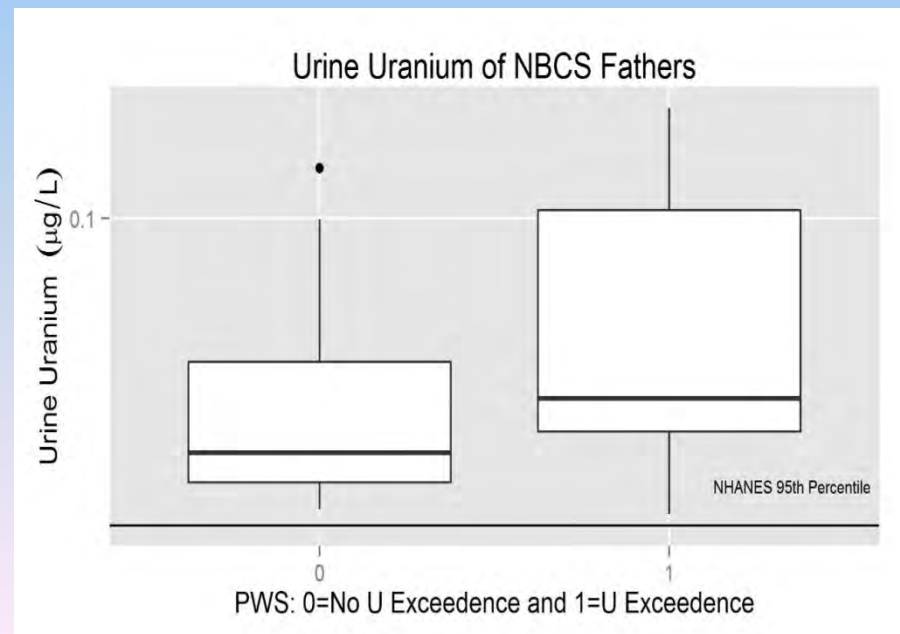 Urine Uranium of NBCS Fathers
Urine Uranium (µg/L)
0.1
NHANES 95th Percentile
0
1
PWS: 0=No U Exceedence and 1=U Exceedence